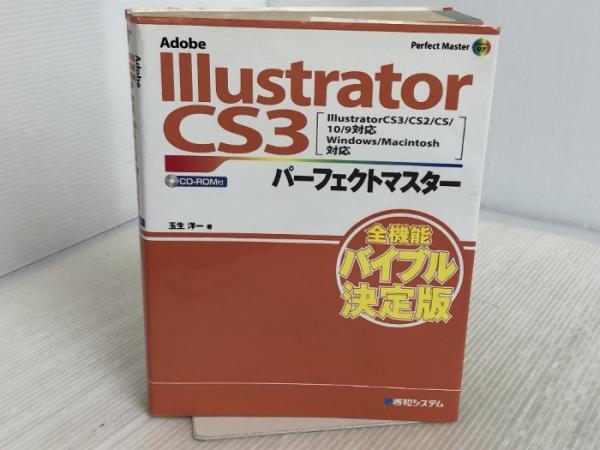 Adobe
Perfect Master 97
Illustrator
CS3
IllustratorCS3/CS2/CS/
10/9対応
Windows/Macintosh
対応
CD-ROM付
パーフェクトマスター
玉生 洋一 著
全機能
バイブル
決定版
秀和システム
Adobe